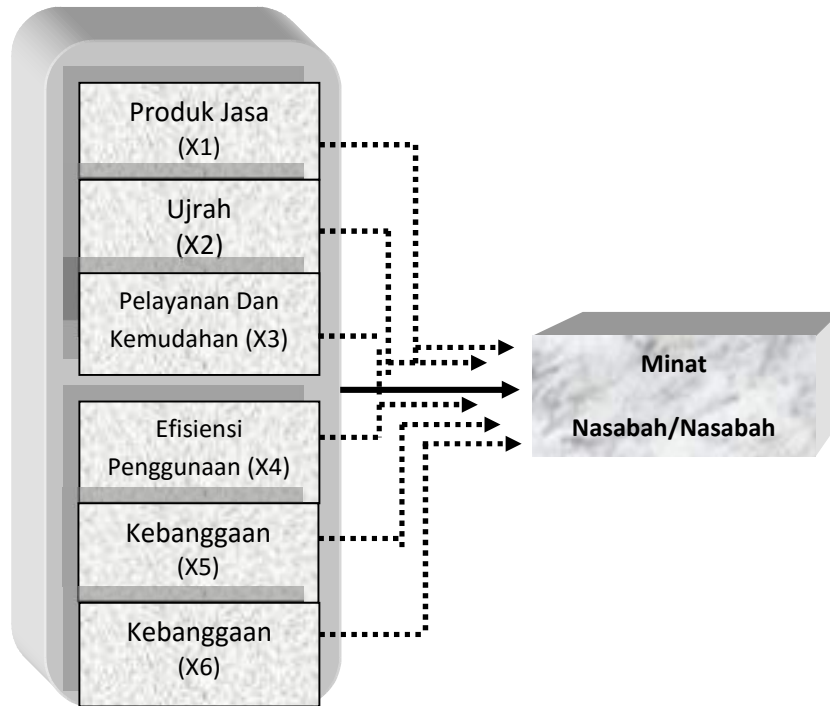 Produk Jasa
(X1)
Ujrah
(X2)
Pelayanan Dan
Kemudahan (X3)
Efisiensi
Penggunaan (X4)
Kebanggaan
(X5)
Kebanggaan
(X6)
Minat
Nasabah/Nasabah